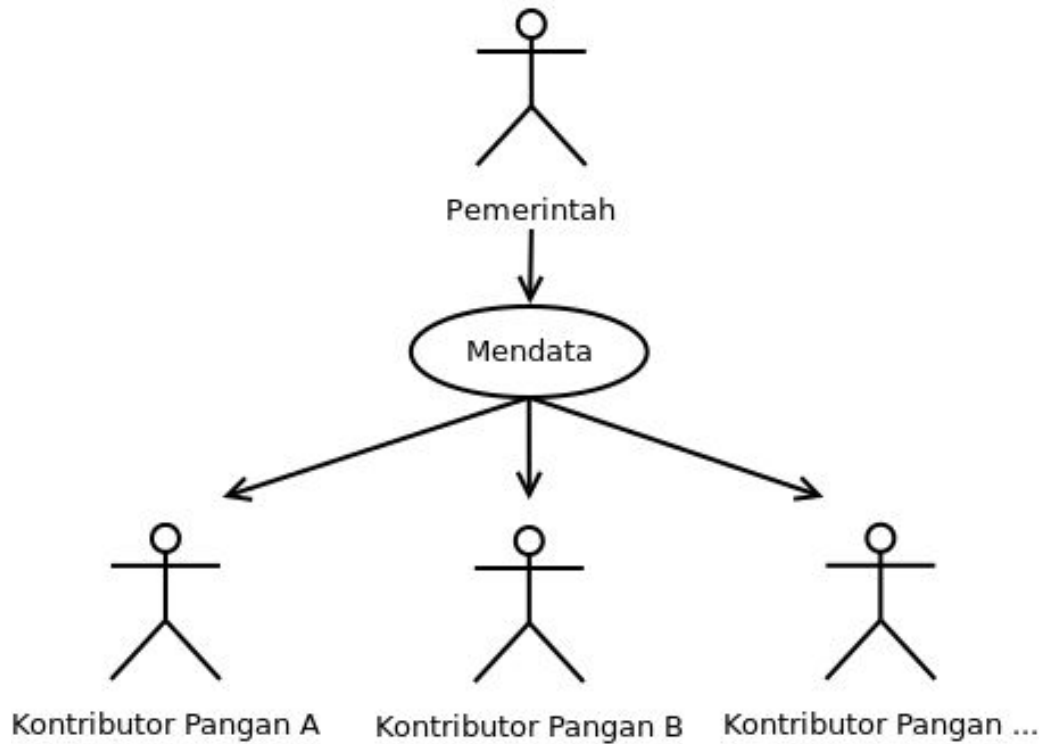 Pemerintah
Mendata
Kontributor Pangan A
Kontributor Pangan B
Kontributor Pangan ...